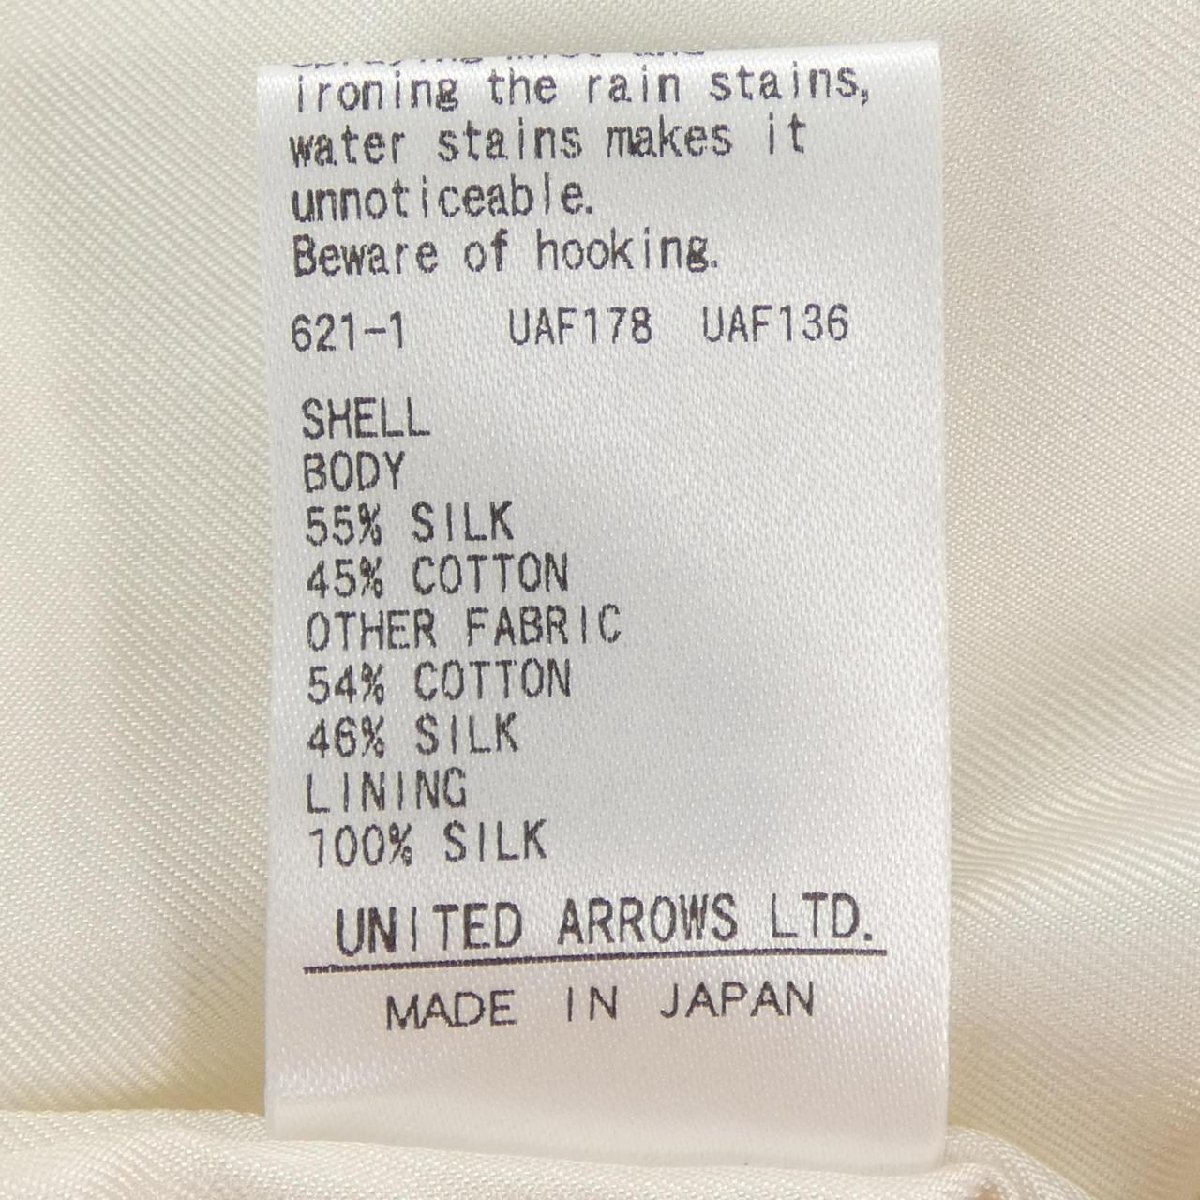 ironing the rain stains,
water stains makes it
unnoticeable.
Beware of hooking.
621-1 UAF178 UAF136
SHELL
BODY
55% SILK
45% COTTON
OTHER FABRIC
54% COTTON
46% SILK
LINING
100% SILK
UNITED ARROWS LTD.
MADE IN JAPAN